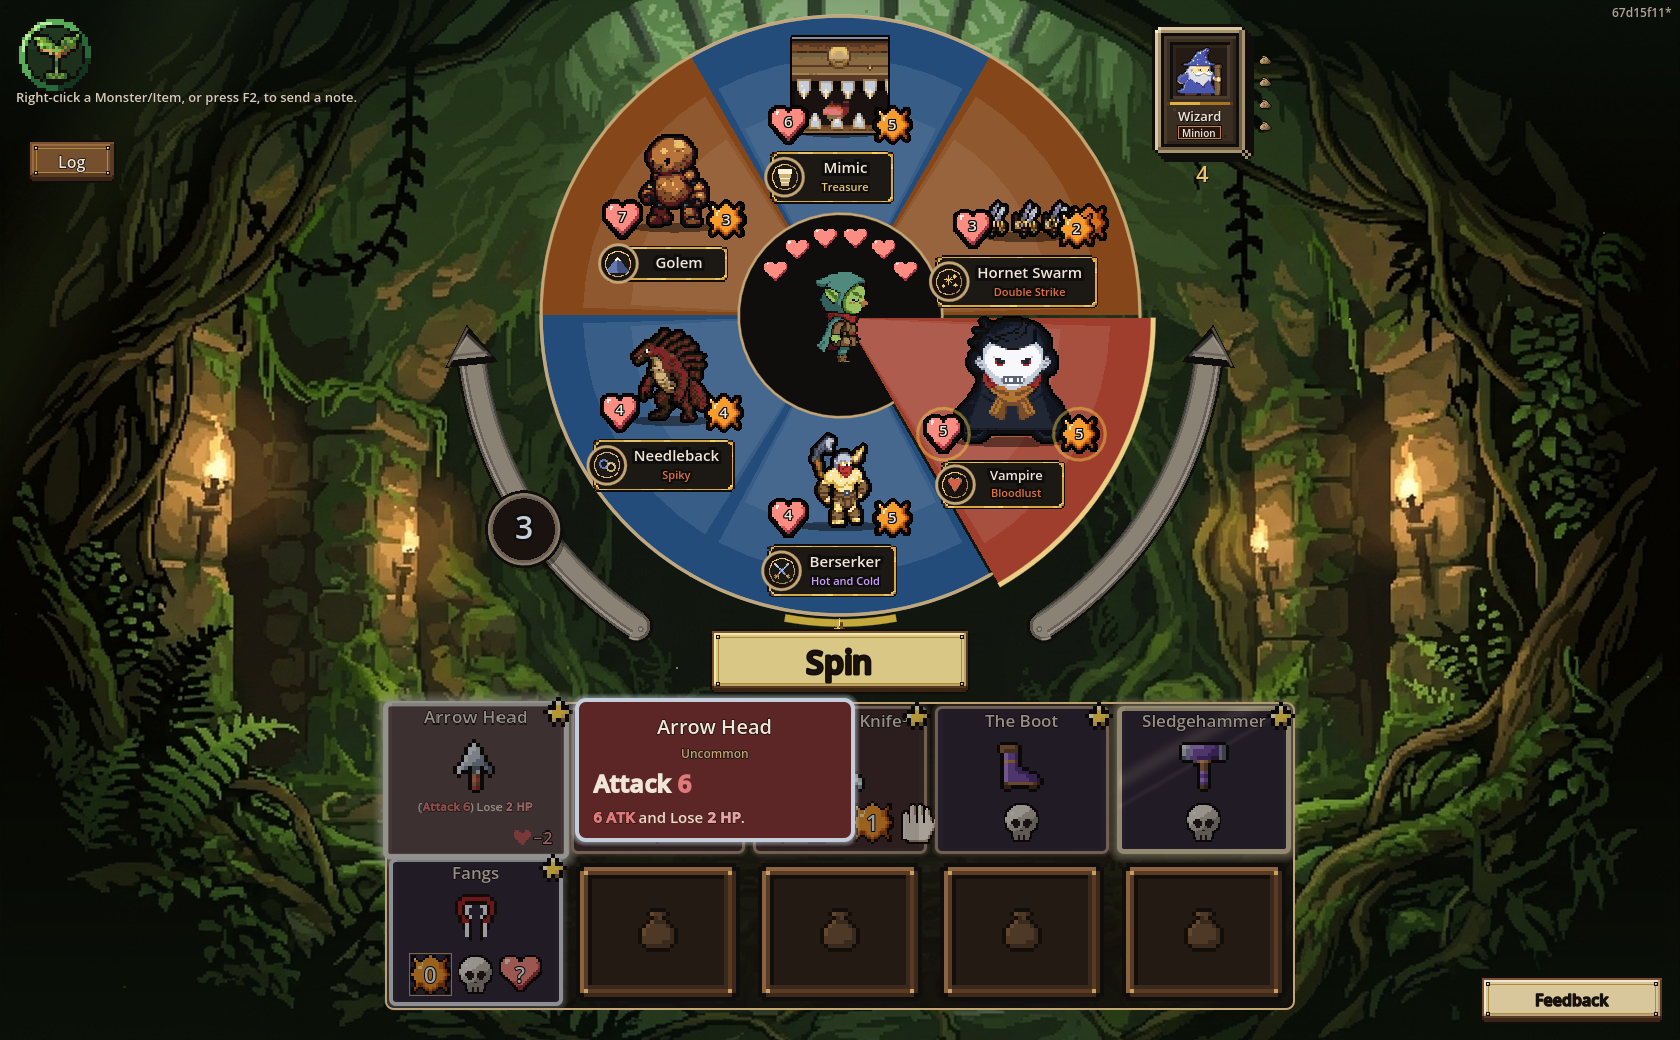 67d15f11*
Right-click a Monster/Item, or press F2, to send a note.
Log
Wizard
Minion
4
6
5
Mimic
Treasure
7
3
Golem
3
2
Hornet Swarm
Double Strike
4
4
Needleback
Spiky
5
5
Vampire
Bloodlust
4
5
Berserker
Hot and Cold
3
Spin
Arrow Head
(Attack 6) Lose 2 HP
-2
Arrow Head
Uncommon
Attack 6
6 ATK and Lose 2 HP.
Knife
1
The Boot
Sledgehammer
Fangs
0
?
Feedback